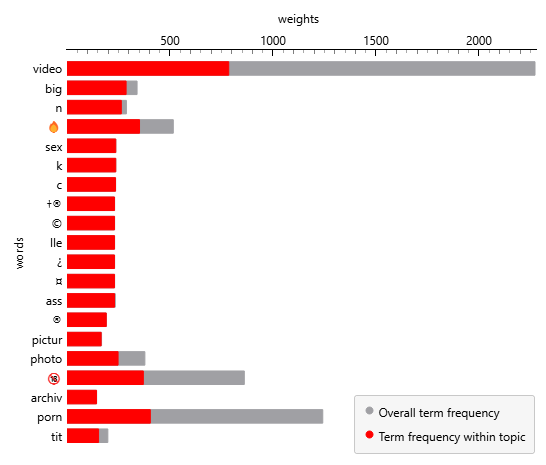 weights
500 1000 1500 2000
video
big
n
🔥
sex
k
c
†®
©
lle
¿
¤
ass
®
pictur
photo
🔞
archiv
porn
tit
words
Overall term frequency
Term frequency within topic